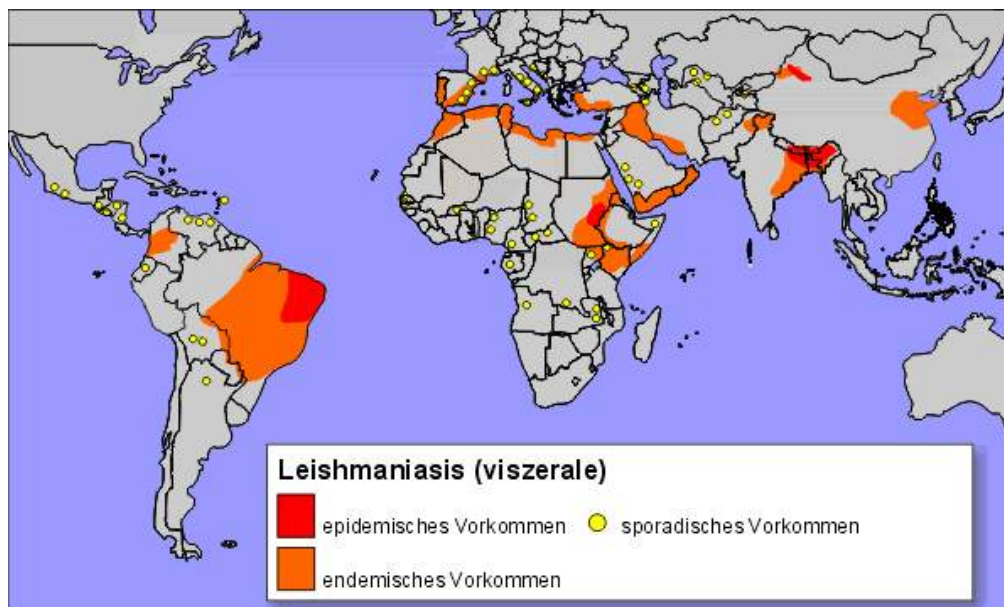 Leishmaniasis (viszerale)
epidemisches Vorkommen
sporadisches Vorkommen
endemisches Vorkommen